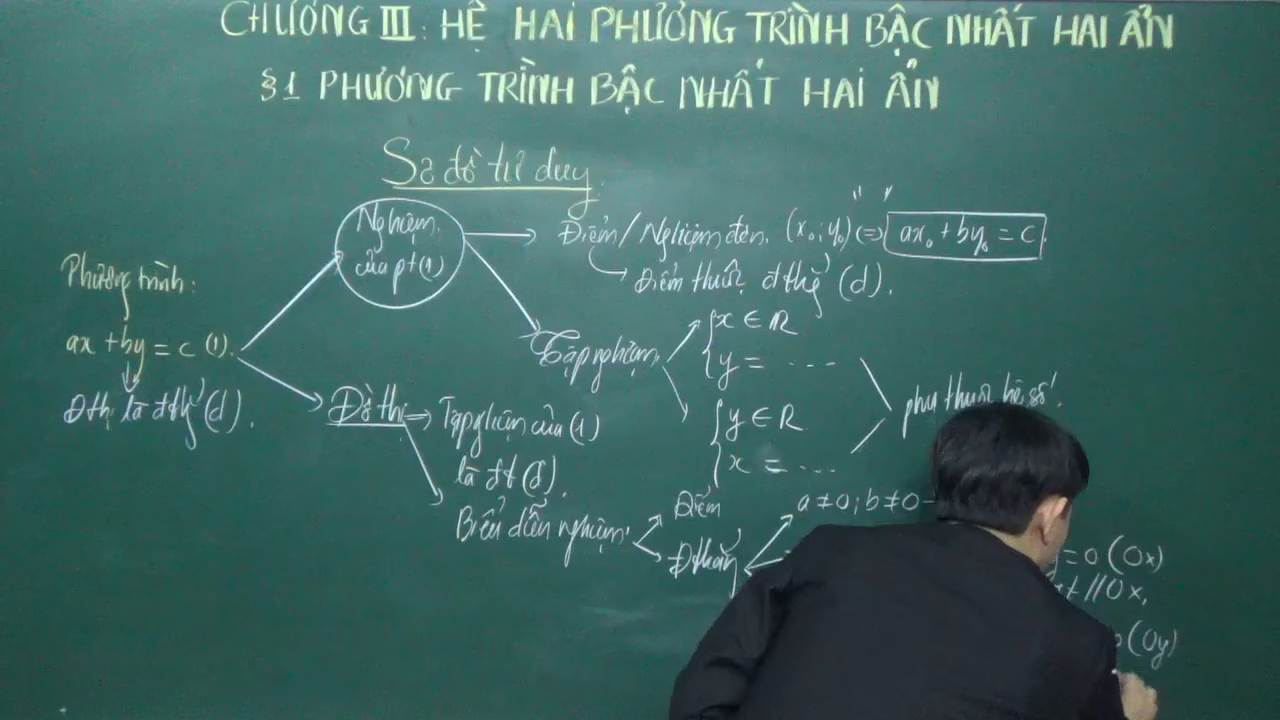 CHƯƠNG III: HỆ HAI PHƯƠNG TRÌNH BẬC NHẤT HAI ẨN
§1 PHƯƠNG TRÌNH BẬC NHẤT HAI ẨN
Sơ đồ tư duy
Nghiệm
của pt(1)
Điểm/Nghiệm đơn (x₀; y₀) " ⇔ " ax₀ + by₀ = c
Điểm thuộc đ thg (d).
Phương trình:
ax + by = c (1)
Đthị là đthg (d).
Tập nghiệm
{ x ∈ R
y = ....
{ y ∈ R
x = ...
phụ thuộc hệ số!
Đồ thị
Tập nghiệm của (1)
là đt (d).
Biểu diễn nghiệm
Điểm
Đthẳng
a ≠ 0; b ≠ 0
y = 0 (Ox)
đt // Ox,
(Oy)